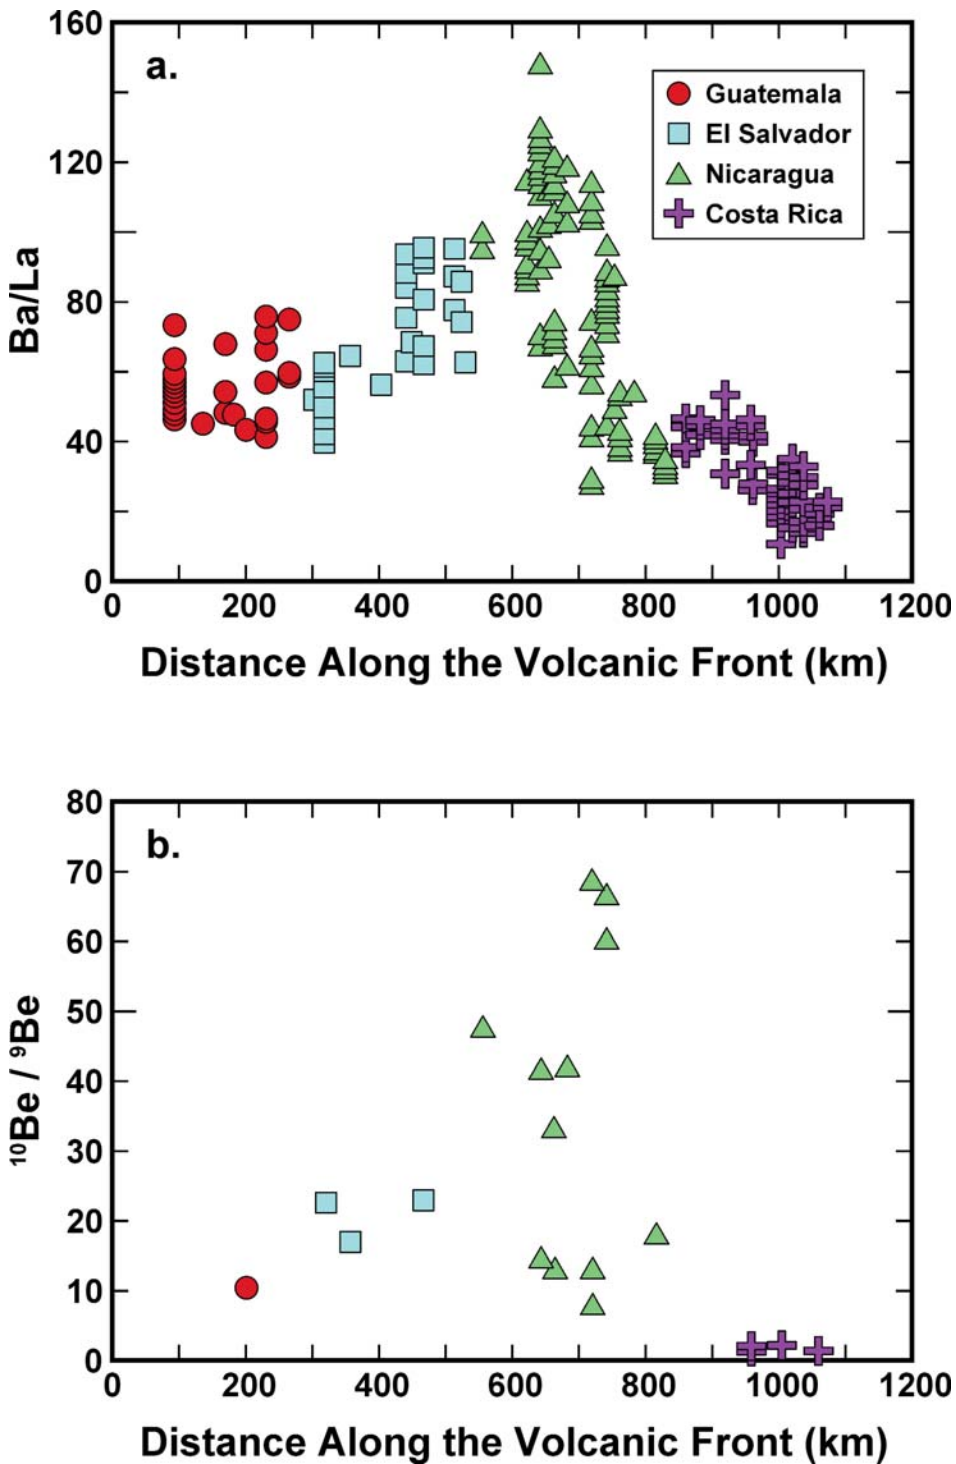 a.
160
120
80
40
0
Ba/La
Guatemala
El Salvador
Nicaragua
Costa Rica
0 200 400 600 800 1000 1200
Distance Along the Volcanic Front (km)
b.
80
70
60
50
40
30
20
10
0
¹⁰Be / ⁹Be
0 200 400 600 800 1000 1200
Distance Along the Volcanic Front (km)